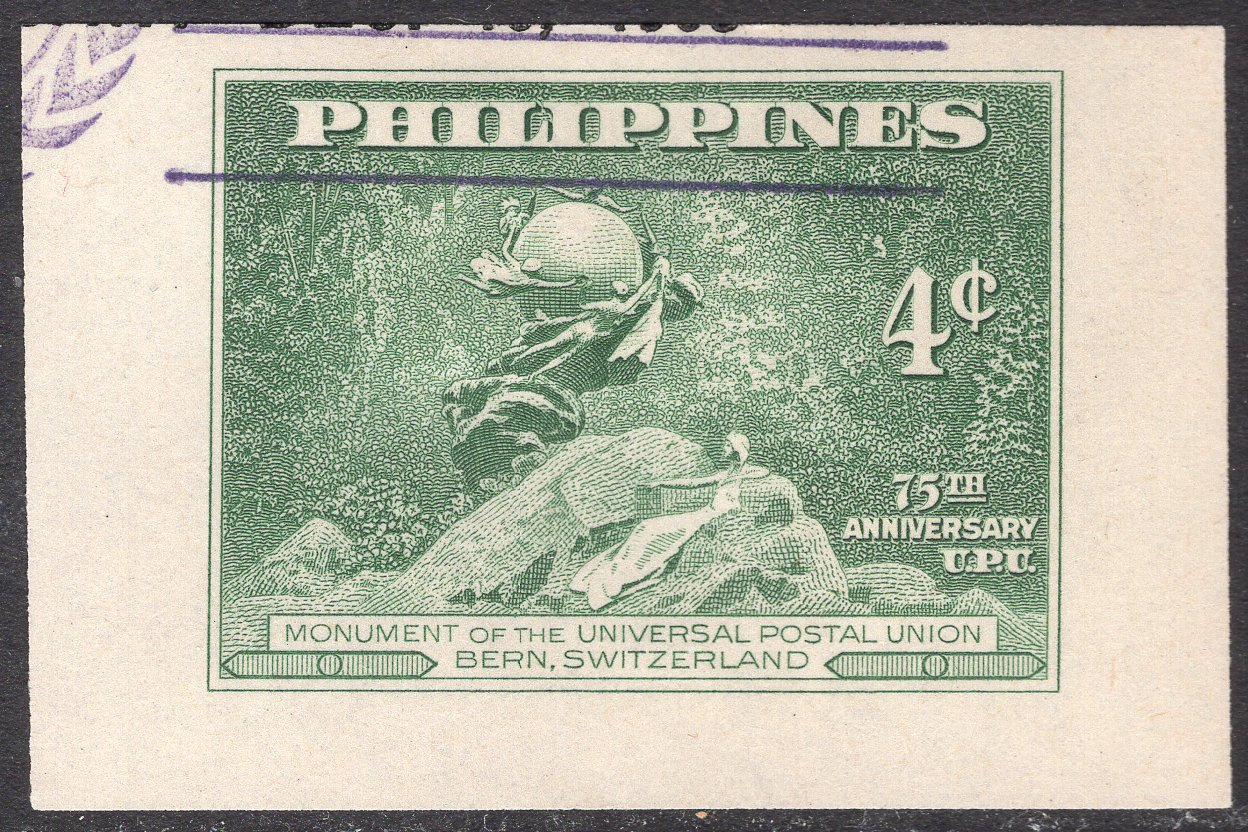 PHILIPPINES
4¢
75TH
ANNIVERSARY
U.P.U.
MONUMENT OF THE UNIVERSAL POSTAL UNION
BERN, SWITZERLAND